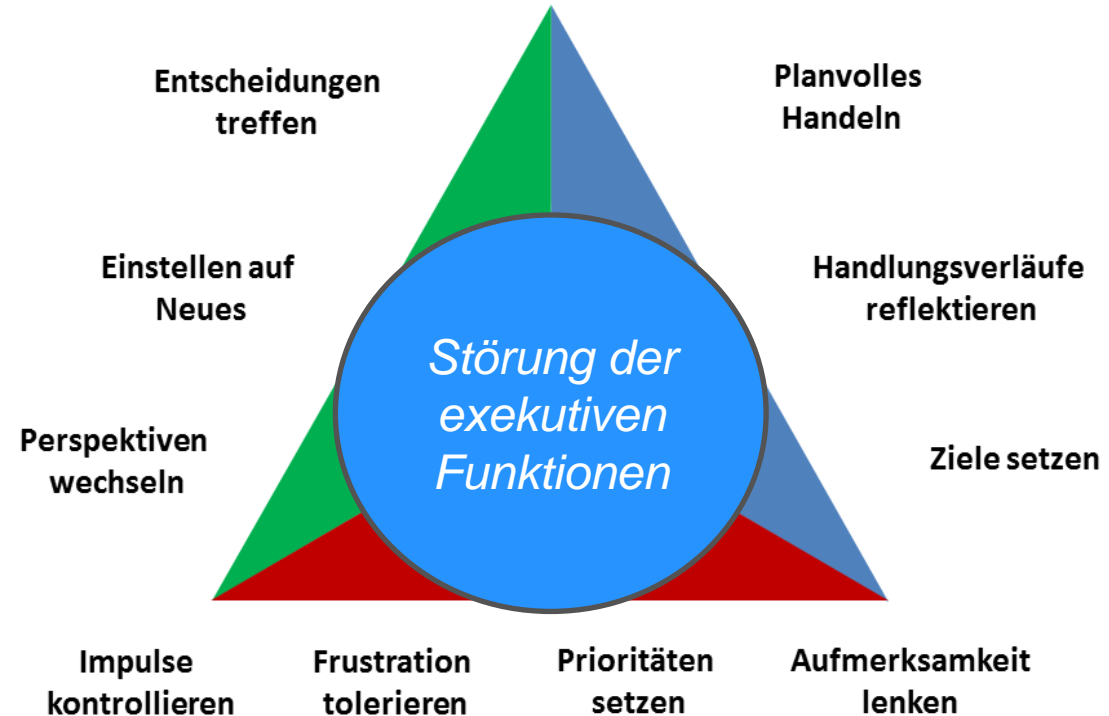 Entscheidungen
treffen
Planvolles
Handeln
Einstellen auf
Neues
Handlungsverläufe
reflektieren
Störung der
exekutiven
Funktionen
Perspektiven
wechseln
Ziele setzen
Impulse
kontrollieren
Frustration
tolerieren
Prioritäten
setzen
Aufmerksamkeit
lenken